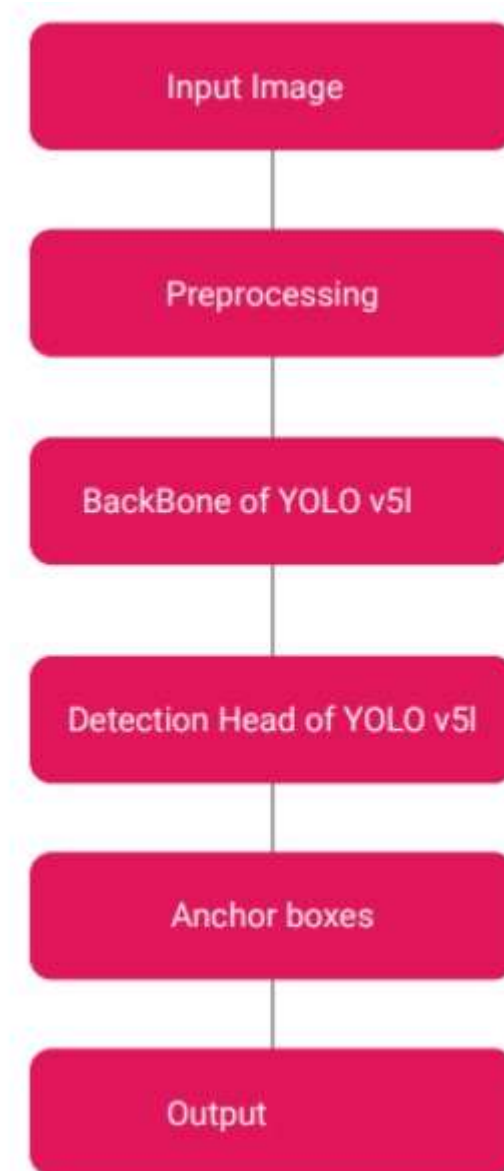 Input Image
Preprocessing
BackBone of YOLO v5l
Detection Head of YOLO v5l
Anchor boxes
Output